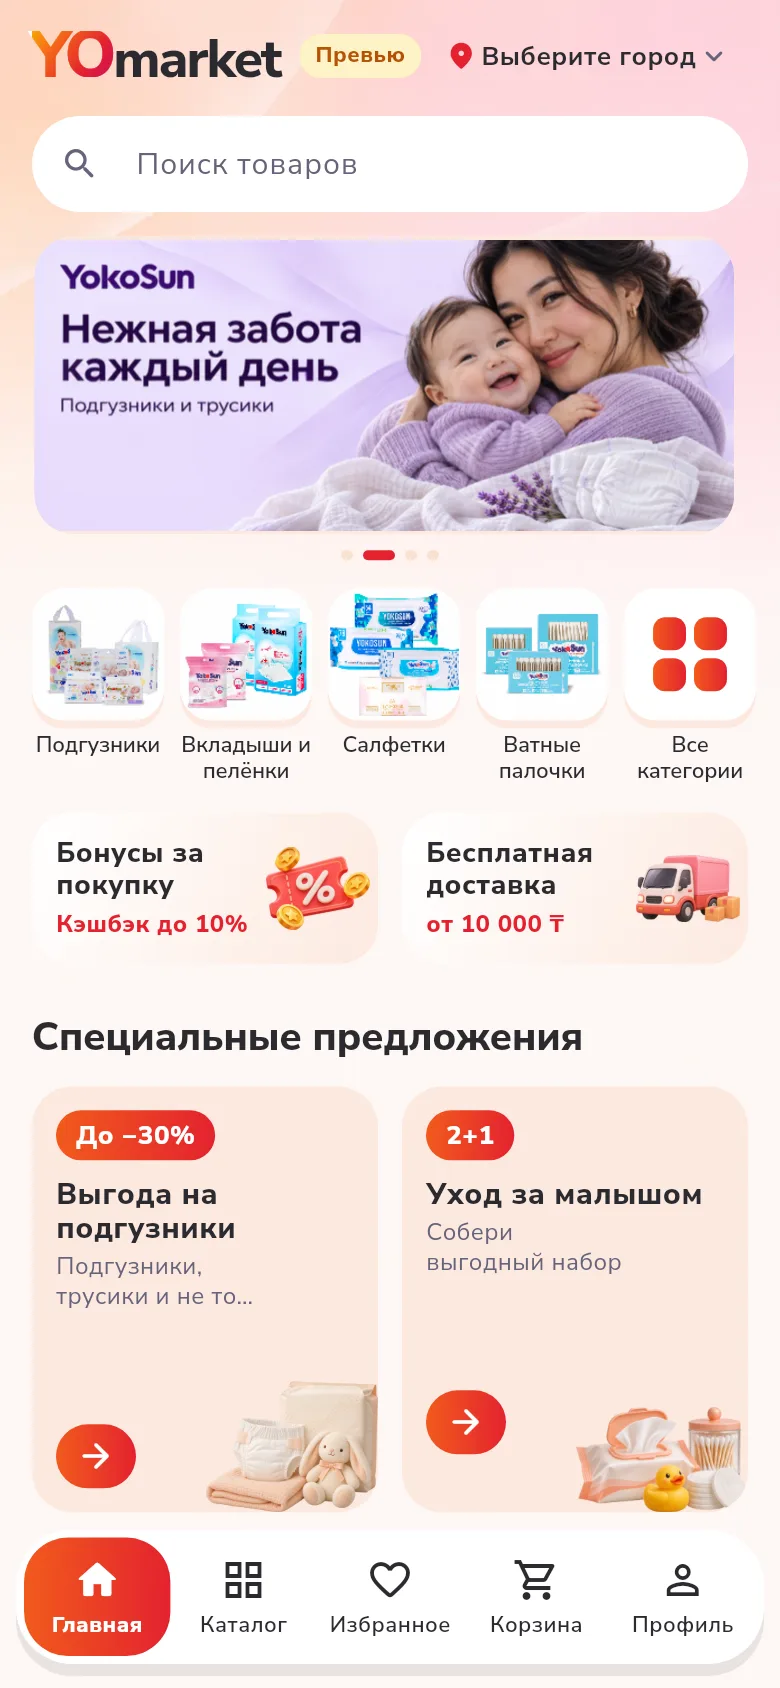 YOmarket
Превью
Выберите город
Поиск товаров
YokoSun
Нежная забота
каждый день
Подгузники и трусики
Подгузники
Вкладыши и
пелёнки
Салфетки
Ватные
палочки
Все
категории
Бонусы за
покупку
Кэшбэк до 10%
Бесплатная
доставка
от 10 000 ₸
Специальные предложения
До −30%
Выгода на
подгузники
Подгузники,
трусики и не то...
2+1
Уход за малышом
Собери
выгодный набор
Главная
Каталог
Избранное
Корзина
Профиль